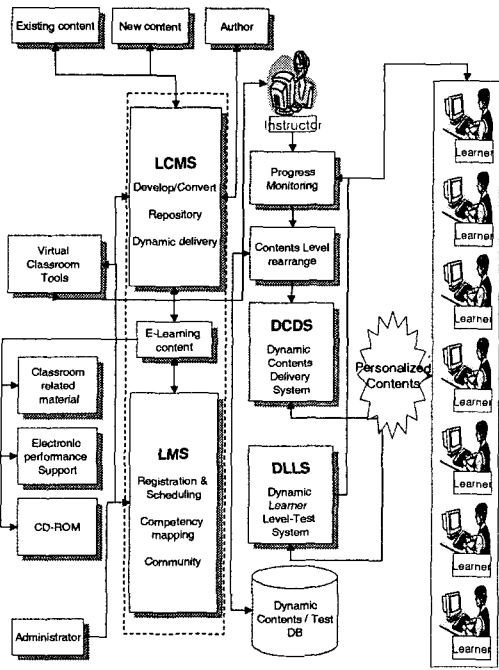 Existing content
New content
Author
Instructor
LCMS
Develop/Convert
Repository
Dynamic delivery
Progress
Monitoring
Contents Level
rearrange
Virtual
Classroom
Tools
E-Learning
content
DCDS
Dynamic
Contents
Delivery
System
Personalized
Contents
Classroom
related
material
Electronic
performance
Support
CD-ROM
LMS
Registration &
Scheduling
Competency
mapping
Community
DLLS
Dynamic
Learner
Level-Test
System
Dynamic
Contents / Test
DB
Administrator
Learner
Learner
Learner
Learner
Learner
Learner
Learner